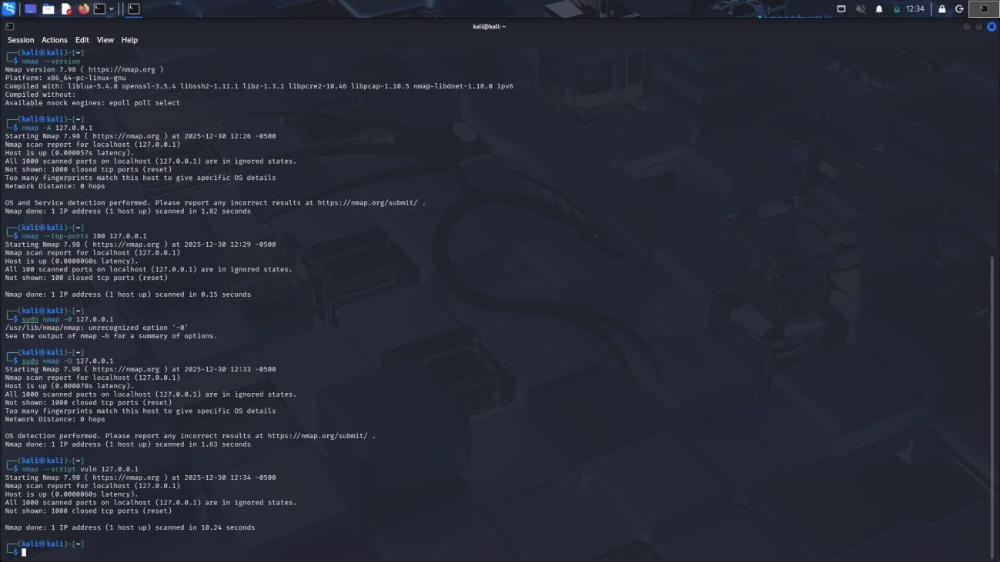 12:34
kali@kali: ~
Session Actions Edit View Help
┌──(kali㉿kali)-[~]
└─$ nmap --version
Nmap version 7.98 ( https://nmap.org )
Platform: x86_64-pc-linux-gnu
Compiled with: liblua-5.4.8 openssl-3.5.4 libssh2-1.11.1 libz-1.3.1 libpcre2-10.46 libpcap-1.10.5 nmap-libdnet-1.18.0 ipv6
Compiled without:
Available nsock engines: epoll poll select
┌──(kali㉿kali)-[~]
└─$ nmap -A 127.0.0.1
Starting Nmap 7.98 ( https://nmap.org ) at 2025-12-30 12:26 -0500
Nmap scan report for localhost (127.0.0.1)
Host is up (0.000057s latency).
All 1000 scanned ports on localhost (127.0.0.1) are in ignored states.
Not shown: 1000 closed tcp ports (reset)
Too many fingerprints match this host to give specific OS details
Network Distance: 0 hops
OS and Service detection performed. Please report any incorrect results at https://nmap.org/submit/ .
Nmap done: 1 IP address (1 host up) scanned in 1.82 seconds
┌──(kali㉿kali)-[~]
└─$ nmap --top-ports 100 127.0.0.1
Starting Nmap 7.98 ( https://nmap.org ) at 2025-12-30 12:29 -0500
Nmap scan report for localhost (127.0.0.1)
Host is up (0.0000060s latency).
All 100 scanned ports on localhost (127.0.0.1) are in ignored states.
Not shown: 100 closed tcp ports (reset)
Nmap done: 1 IP address (1 host up) scanned in 0.15 seconds
┌──(kali㉿kali)-[~]
└─$ sudo nmap -0 127.0.0.1
/usr/lib/nmap/nmap: unrecognized option '-0'
See the output of nmap -h for a summary of options.
┌──(kali㉿kali)-[~]
└─$ sudo nmap -O 127.0.0.1
Starting Nmap 7.98 ( https://nmap.org ) at 2025-12-30 12:33 -0500
Nmap scan report for localhost (127.0.0.1)
Host is up (0.000078s latency).
All 1000 scanned ports on localhost (127.0.0.1) are in ignored states.
Not shown: 1000 closed tcp ports (reset)
Too many fingerprints match this host to give specific OS details
Network Distance: 0 hops
OS detection performed. Please report any incorrect results at https://nmap.org/submit/ .
Nmap done: 1 IP address (1 host up) scanned in 1.63 seconds
┌──(kali㉿kali)-[~]
└─$ nmap --script vuln 127.0.0.1
Starting Nmap 7.98 ( https://nmap.org ) at 2025-12-30 12:34 -0500
Nmap scan report for localhost (127.0.0.1)
Host is up (0.0000060s latency).
All 1000 scanned ports on localhost (127.0.0.1) are in ignored states.
Not shown: 1000 closed tcp ports (reset)
Nmap done: 1 IP address (1 host up) scanned in 10.24 seconds
┌──(kali㉿kali)-[~]
└─$